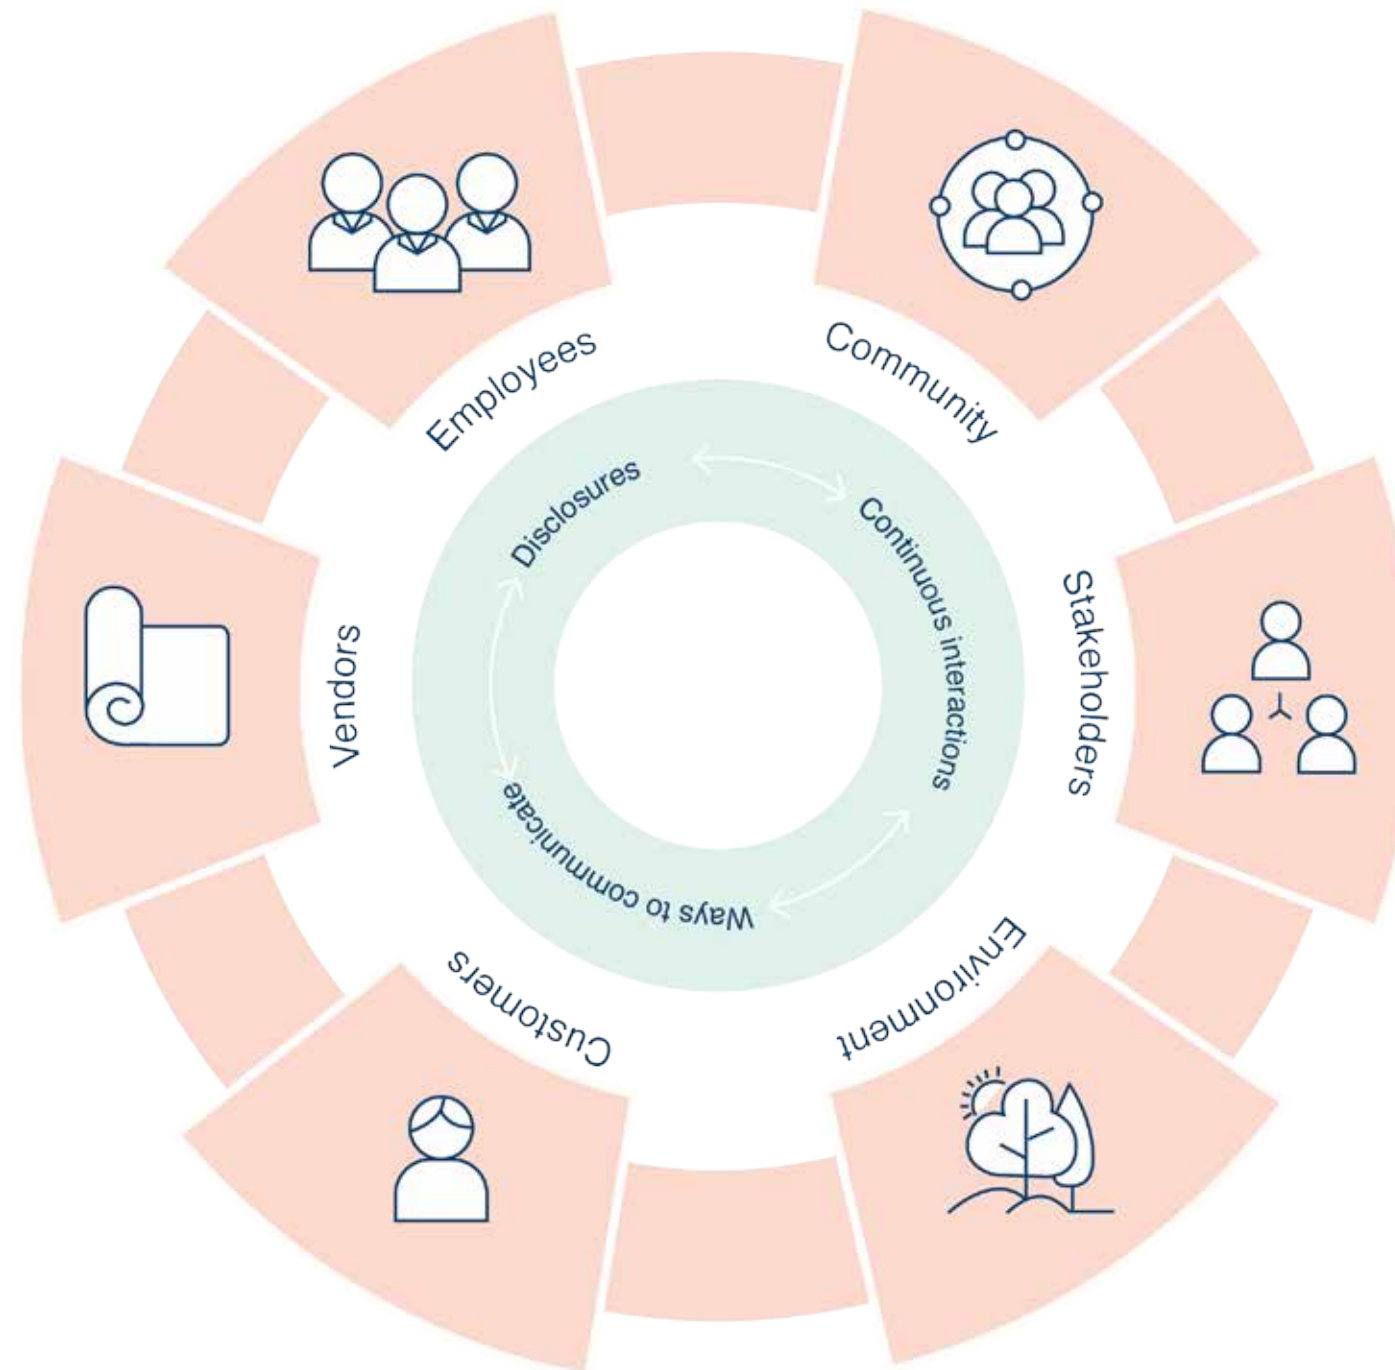 Employees
Community
Stakeholders
Environment
Customers
Vendors
Disclosures
Continuous interactions
Ways to communicate